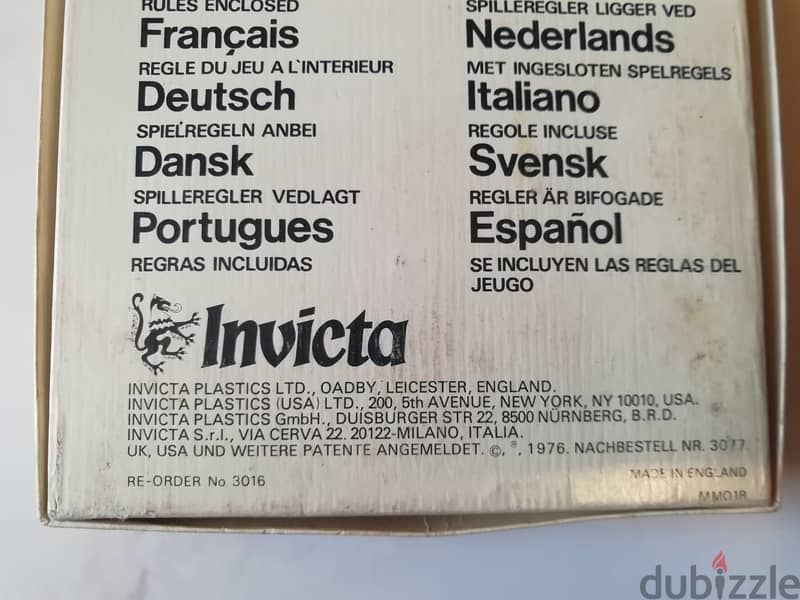 RULES ENCLOSED
Français
REGLE DU JEU A L'INTERIEUR
Deutsch
SPIELREGELN ANBEI
Dansk
SPILLEREGLER VEDLAGT
Portugues
REGRAS INCLUIDAS
SPILLEREGLER LIGGER VED
Nederlands
MET INGESLOTEN SPELREGELS
Italiano
REGOLE INCLUSE
Svensk
REGLER ÄR BIFOGADE
Español
SE INCLUYEN LAS REGLAS DEL
JEUGO
Invicta
INVICTA PLASTICS LTD., OADBY, LEICESTER, ENGLAND.
INVICTA PLASTICS (USA) LTD., 200, 5th AVENUE, NEW YORK, NY 10010, USA.
INVICTA PLASTICS GmbH., DUISBURGER STR 22, 8500 NÜRNBERG, B.R.D.
INVICTA S.r.l., VIA CERVA 22. 20122-MILANO, ITALIA.
UK, USA UND WEITERE PATENTE ANGEMELDET. ©, ®, 1976. NACHBESTELL NR. 3077.
RE-ORDER No 3016
MADE IN ENGLAND
dubizzle